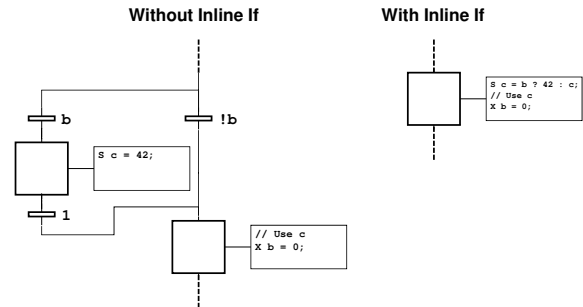 Without Inline If
With Inline If
b
!b
S c = 42;
1
// Use c
X b = 0;
S c = b ? 42 : c;
// Use c
X b = 0;